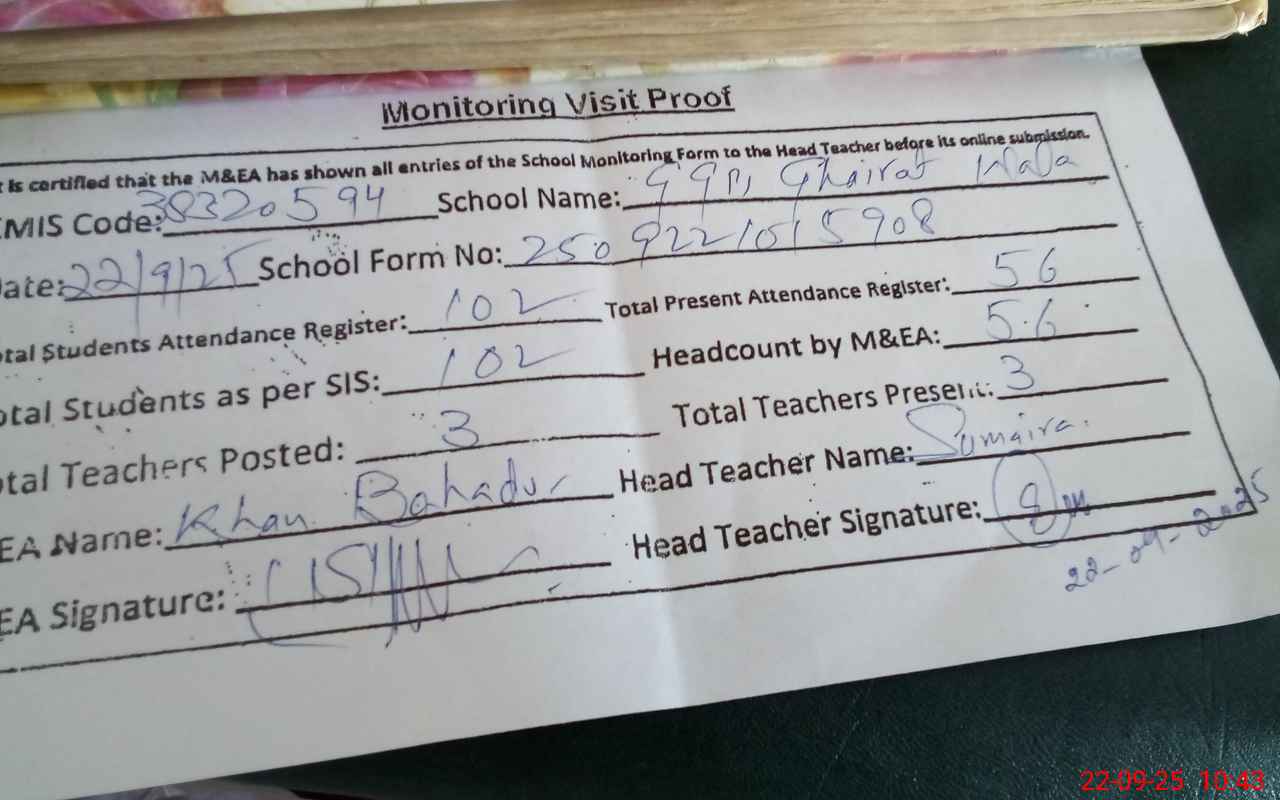 Monitoring Visit Proof
t is certified that the M&EA has shown all entries of the School Monitoring Form to the Head Teacher before its online submission.
EMIS Code: 38320594 School Name: GGPS Ghairat Wala
Date: 22/9/25 School Form No: 2509221015908
otal Students Attendance Register: 102 Total Present Attendance Register: 56
otal Students as per SIS: 102 Headcount by M&EA: 56
otal Teachers Posted: 3 Total Teachers Present: 3
EA Name: Khan Bahadur Head Teacher Name: Sumaira.
EA Signature: Head Teacher Signature:
22-09-2025
22-09-25 10:43